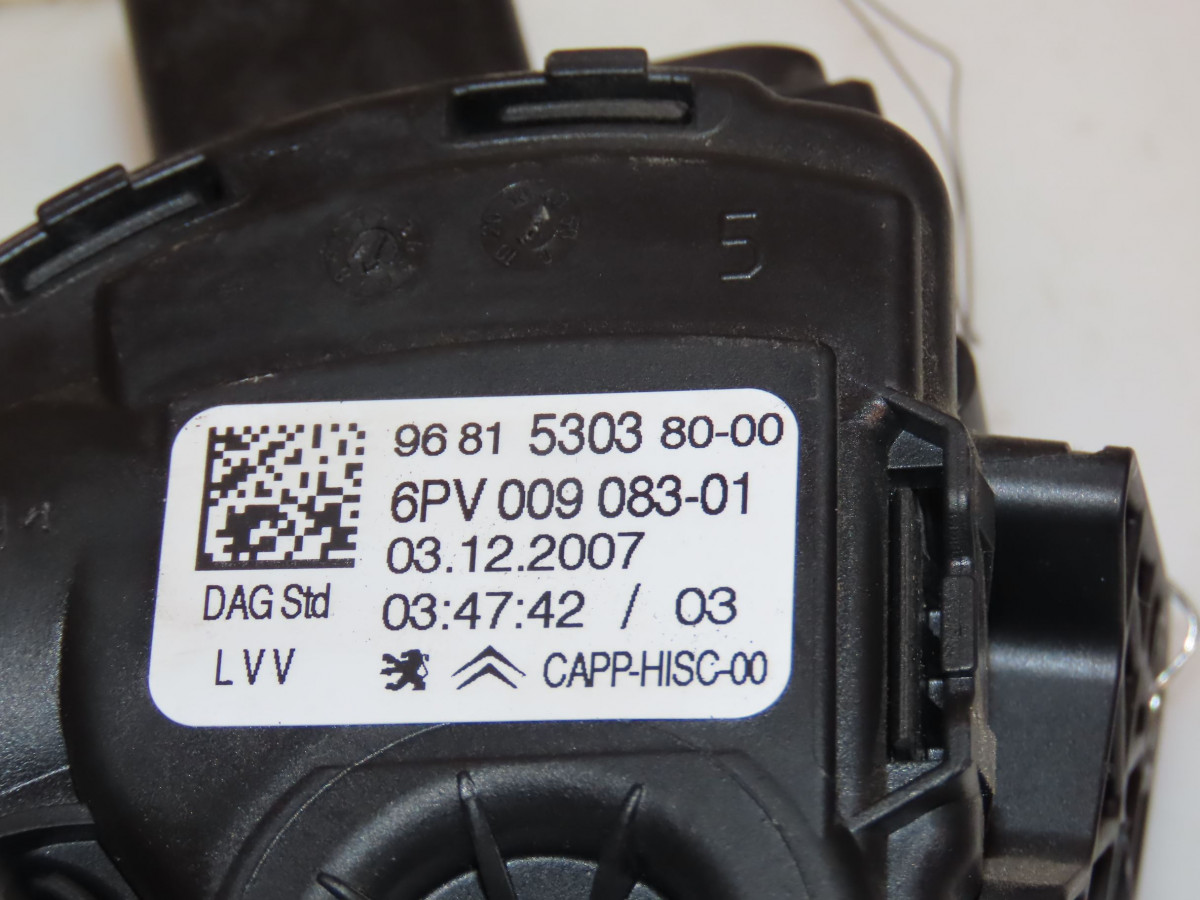 5
96 81 5303 80-00
6PV 009 083-01
03.12.2007
DAG Std
03:47:42 / 03
LVV
CAPP-HISC-00